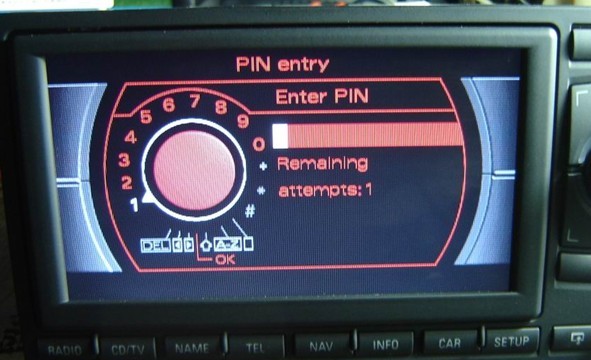 PIN entry
Enter PIN
1 2 3 4 5 6 7 8 9 0 + * #
Remaining
attempts: 1
DEL A-Z
OK
RADIO CD/TV NAME TEL NAV INFO CAR SETUP